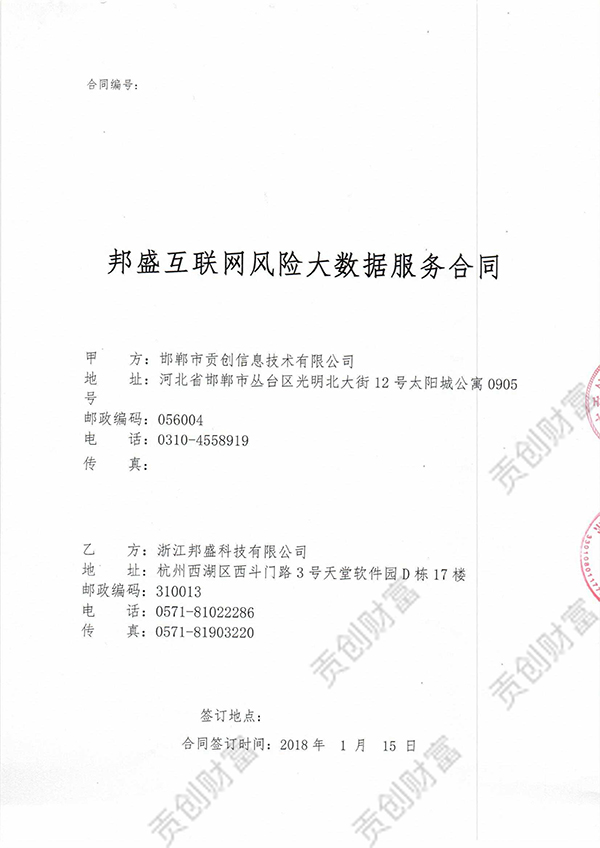 合同编号：
邦盛互联网风险大数据服务合同
甲 方：邯郸市贡创信息技术有限公司
地 址：河北省邯郸市丛台区光明北大街 12 号太阳城公寓 0905
号
邮政编码：056004
电 话：0310-4558919
传 真：
乙 方：浙江邦盛科技有限公司
地 址：杭州西湖区西斗门路 3 号天堂软件园 D 栋 17 楼
邮政编码：310013
电 话：0571-81022286
传 真：0571-81903220
签订地点：
合同签订时间：2018 年 1 月 15 日
贡创财富
贡创财富
贡创财富
贡创财富
贡创财富